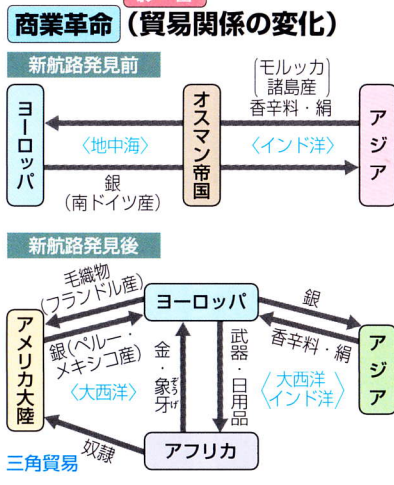 商業革命(貿易関係の変化)
新航路発見前
ヨーロッパ
オスマン帝国
アジア
〈地中海〉
銀
(南ドイツ産)
(モルッカ
諸島産)
香辛料・絹
〈インド洋〉
新航路発見後
毛織物
(フランドル産)
ヨーロッパ
銀
アメリカ大陸
銀(ペルー・
メキシコ産)
〈大西洋〉
金・象牙
ぞうげ
武器・日用品
香辛料・絹
〈大西洋
インド洋〉
アジア
奴隷
アフリカ
三角貿易